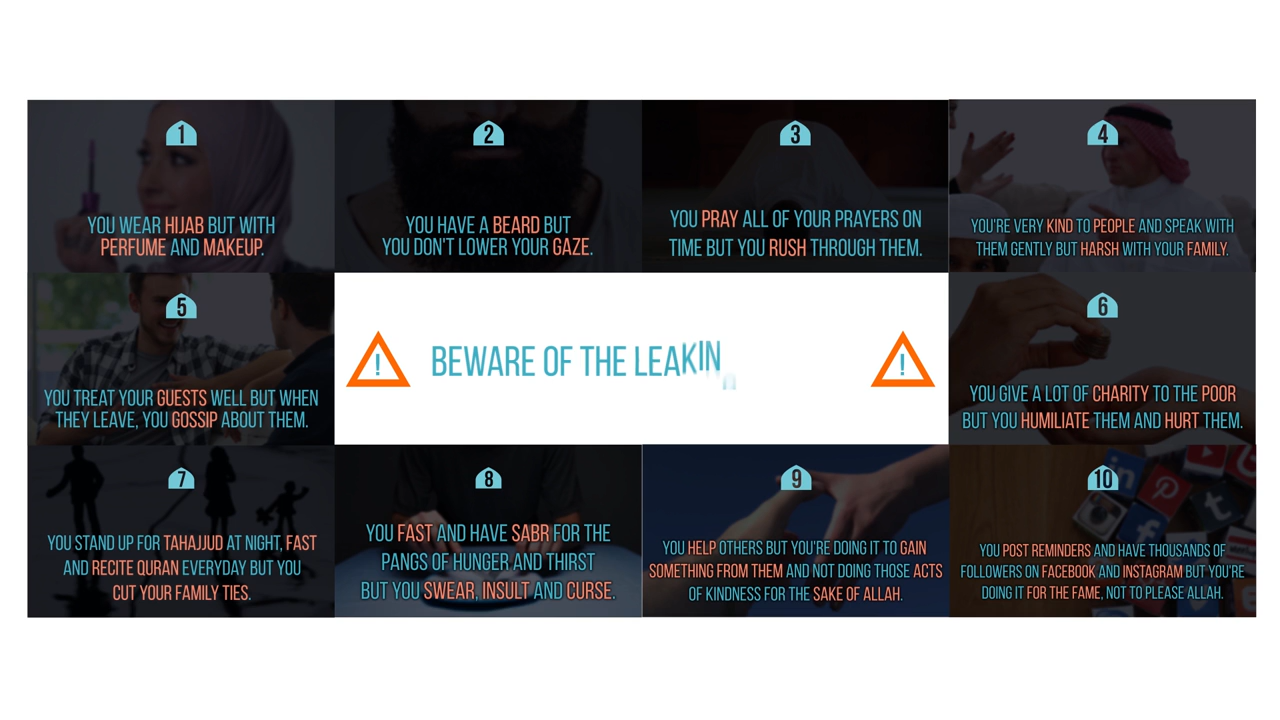 1
YOU WEAR HIJAB BUT WITH
PERFUME AND MAKEUP.
2
YOU HAVE A BEARD BUT
YOU DON'T LOWER YOUR GAZE.
3
YOU PRAY ALL OF YOUR PRAYERS ON
TIME BUT YOU RUSH THROUGH THEM.
4
YOU'RE VERY KIND TO PEOPLE AND SPEAK WITH
THEM GENTLY BUT HARSH WITH YOUR FAMILY.
5
YOU TREAT YOUR GUESTS WELL BUT WHEN
THEY LEAVE, YOU GOSSIP ABOUT THEM.
! BEWARE OF THE LEAKIN !
6
YOU GIVE A LOT OF CHARITY TO THE POOR
BUT YOU HUMILIATE THEM AND HURT THEM.
7
YOU STAND UP FOR TAHAJJUD AT NIGHT, FAST
AND RECITE QURAN EVERYDAY BUT YOU
CUT YOUR FAMILY TIES.
8
YOU FAST AND HAVE SABR FOR THE
PANGS OF HUNGER AND THIRST
BUT YOU SWEAR, INSULT AND CURSE.
9
YOU HELP OTHERS BUT YOU'RE DOING IT TO GAIN
SOMETHING FROM THEM AND NOT DOING THOSE ACTS
OF KINDNESS FOR THE SAKE OF ALLAH.
10
YOU POST REMINDERS AND HAVE THOUSANDS OF
FOLLOWERS ON FACEBOOK AND INSTAGRAM BUT YOU'RE
DOING IT FOR THE FAME, NOT TO PLEASE ALLAH.